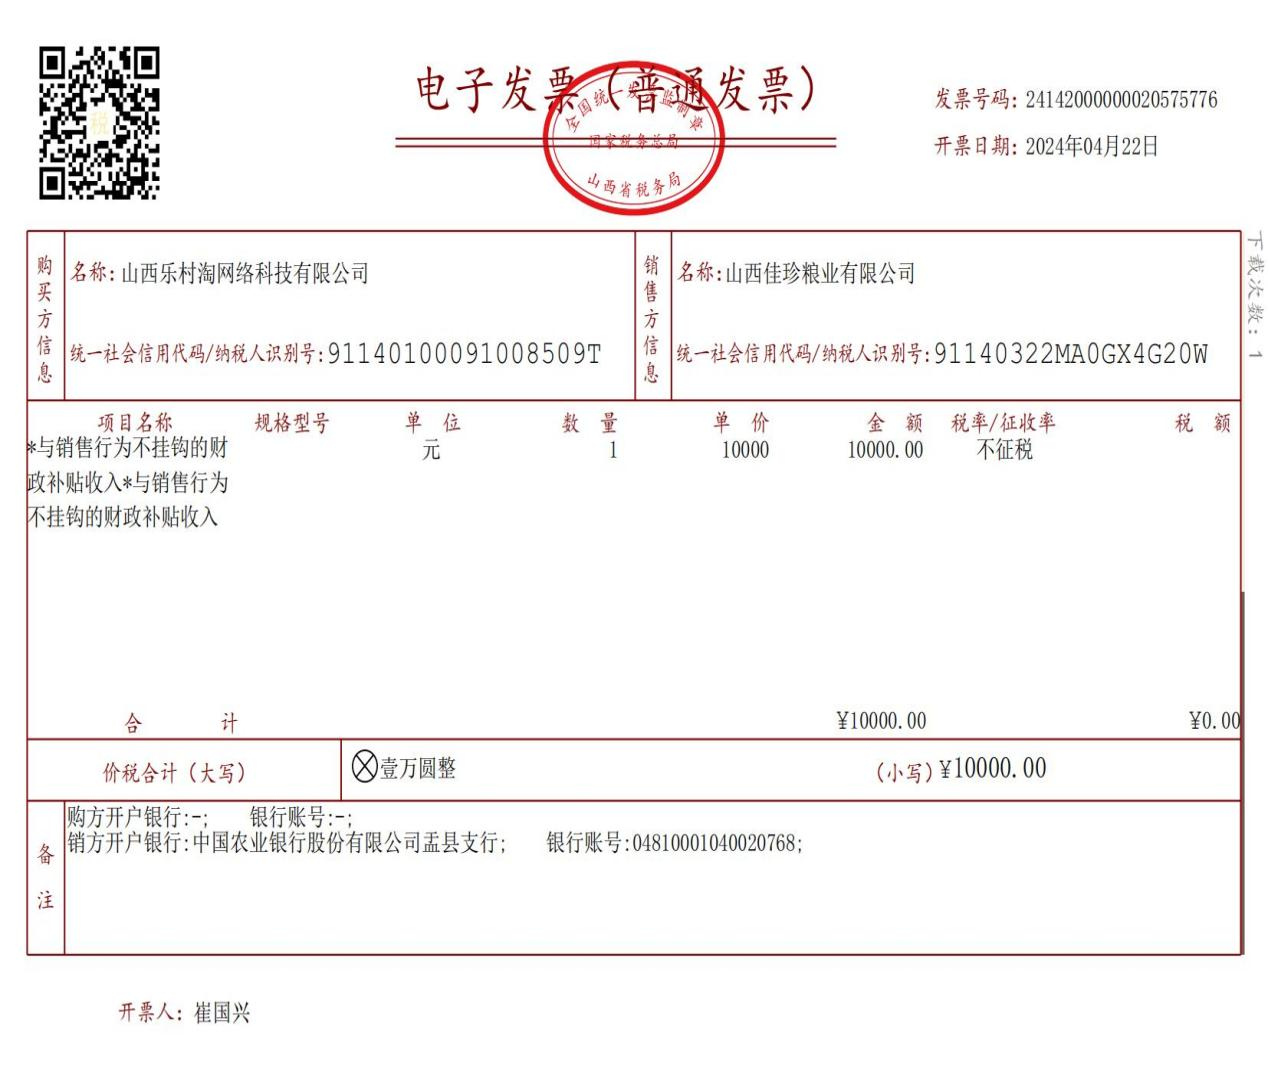 税
电子发票（普通发票）
全国统一发票监制章
国家税务总局
山西省税务局
发票号码：24142000000020575776
开票日期：2024年04月22日
下载次数：1
购买方信息
名称：山西乐村淘网络科技有限公司
统一社会信用代码/纳税人识别号：91140100091008509T
销售方信息
名称：山西佳珍粮业有限公司
统一社会信用代码/纳税人识别号：91140322MA0GX4G20W
项目名称 规格型号 单 位 数 量 单 价 金 额 税率/征收率 税 额
*与销售行为不挂钩的财 元 1 10000 10000.00 不征税
政补贴收入*与销售行为
不挂钩的财政补贴收入
合 计 ¥10000.00 ¥0.00
价税合计（大写） ⊗壹万圆整 （小写）¥10000.00
备注
购方开户银行:-; 银行账号:-;
销方开户银行:中国农业银行股份有限公司盂县支行; 银行账号:04810001040020768;
开票人：崔国兴